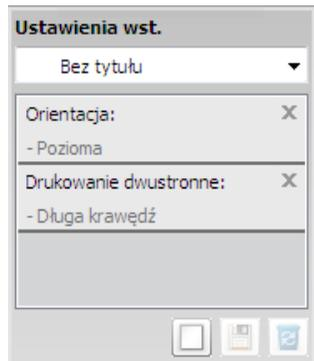 Ustawienia wst.
Bez tytułu
Orientacja:
- Pozioma
Drukowanie dwustronne:
- Długa krawędź